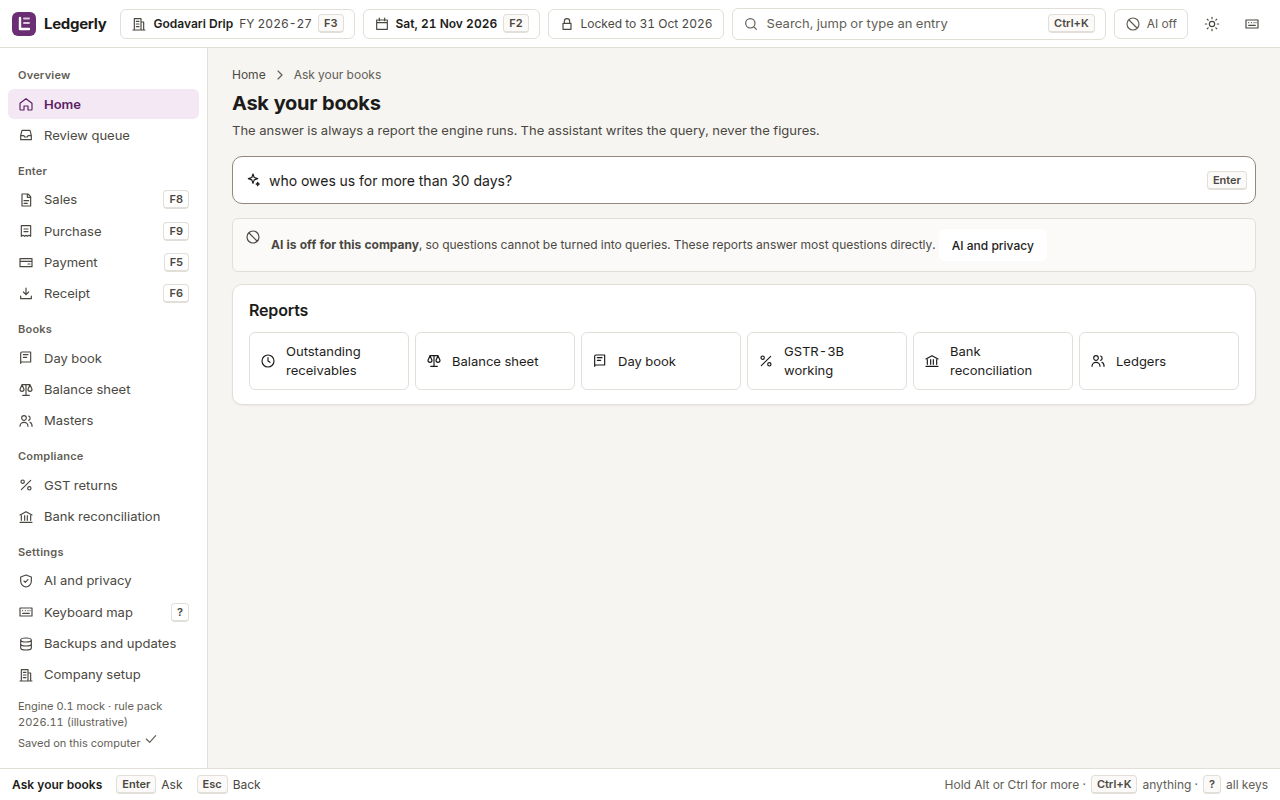 Ledgerly
Godavari Drip FY 2026-27 F3
Sat, 21 Nov 2026 F2
Locked to 31 Oct 2026
Search, jump or type an entry Ctrl+K
AI off
Overview
Home
Review queue
Enter
Sales F8
Purchase F9
Payment F5
Receipt F6
Books
Day book
Balance sheet
Masters
Compliance
GST returns
Bank reconciliation
Settings
AI and privacy
Keyboard map ?
Backups and updates
Company setup
Engine 0.1 mock · rule pack
2026.11 (illustrative)
Saved on this computer
Home Ask your books
Ask your books
The answer is always a report the engine runs. The assistant writes the query, never the figures.
who owes us for more than 30 days? Enter
AI is off for this company, so questions cannot be turned into queries. These reports answer most questions directly. AI and privacy
Reports
Outstanding
receivables
Balance sheet
Day book
GSTR-3B
working
Bank
reconciliation
Ledgers
Ask your books Enter Ask Esc Back
Hold Alt or Ctrl for more · Ctrl+K anything · ? all keys